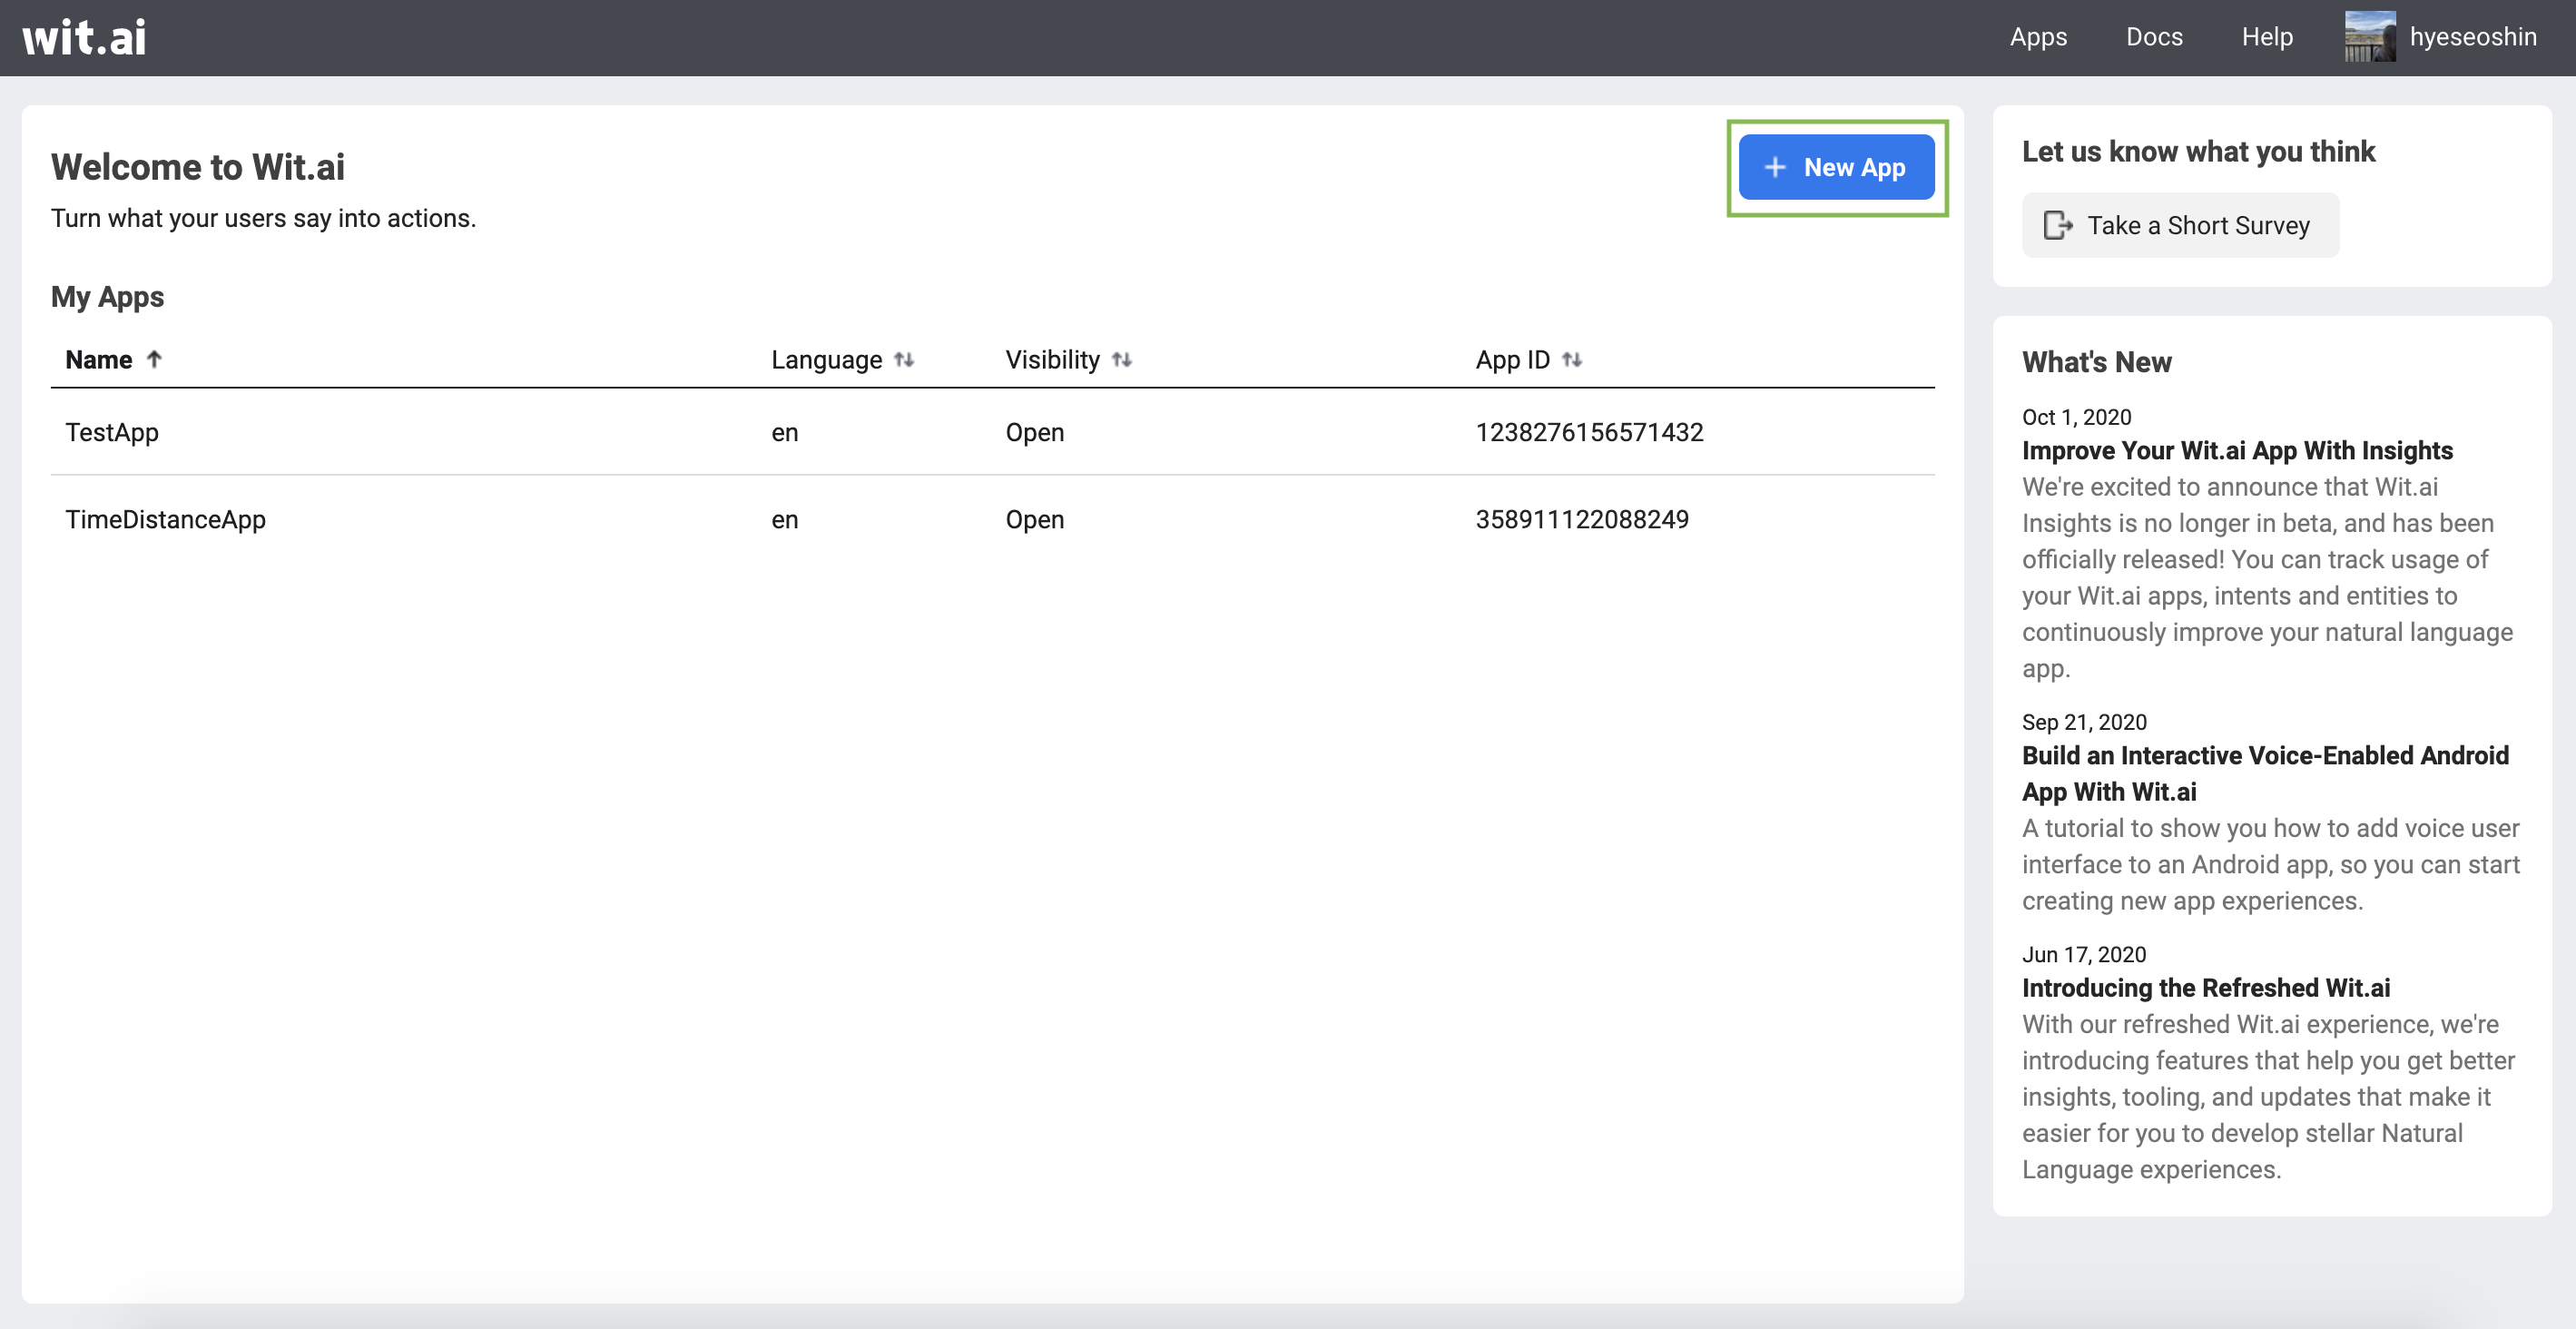 wit.ai
Apps
Docs
Help
hyeseoshin
Welcome to Wit.ai
Turn what your users say into actions.
+ New App
My Apps
Name Language Visibility App ID
TestApp en Open 1238276156571432
TimeDistanceApp en Open 358911122088249
Let us know what you think
Take a Short Survey
What's New
Oct 1, 2020
Improve Your Wit.ai App With Insights
We're excited to announce that Wit.ai
Insights is no longer in beta, and has been
officially released! You can track usage of
your Wit.ai apps, intents and entities to
continuously improve your natural language
app.
Sep 21, 2020
Build an Interactive Voice-Enabled Android
App With Wit.ai
A tutorial to show you how to add voice user
interface to an Android app, so you can start
creating new app experiences.
Jun 17, 2020
Introducing the Refreshed Wit.ai
With our refreshed Wit.ai experience, we're
introducing features that help you get better
insights, tooling, and updates that make it
easier for you to develop stellar Natural
Language experiences.